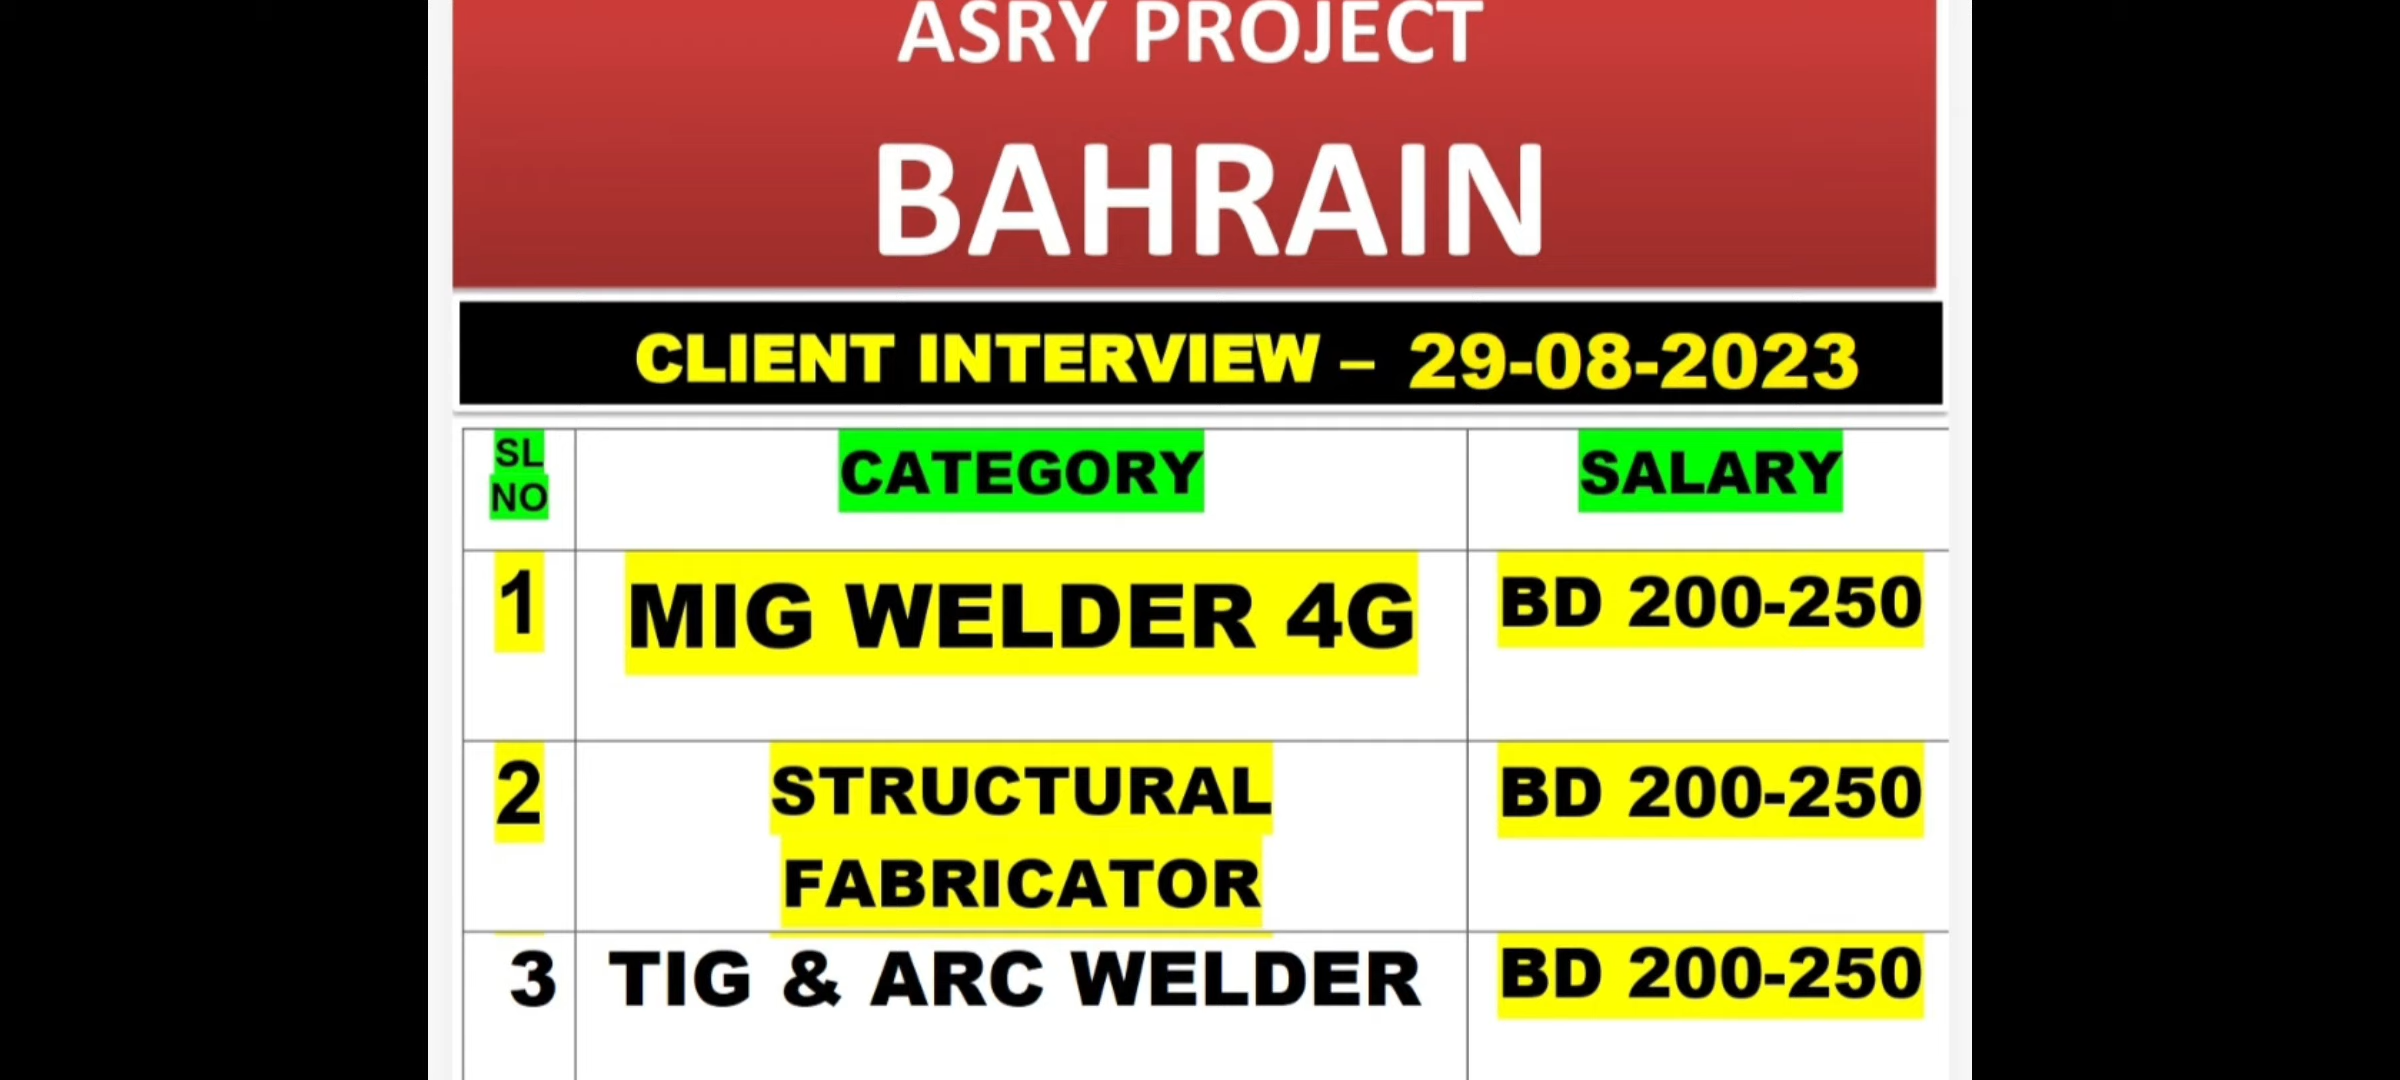 ASRY PROJECT
BAHRAIN
CLIENT INTERVIEW – 29-08-2023
SL
NO
CATEGORY
SALARY
1
MIG WELDER 4G
BD 200-250
2
STRUCTURAL
FABRICATOR
BD 200-250
3
TIG & ARC WELDER
BD 200-250